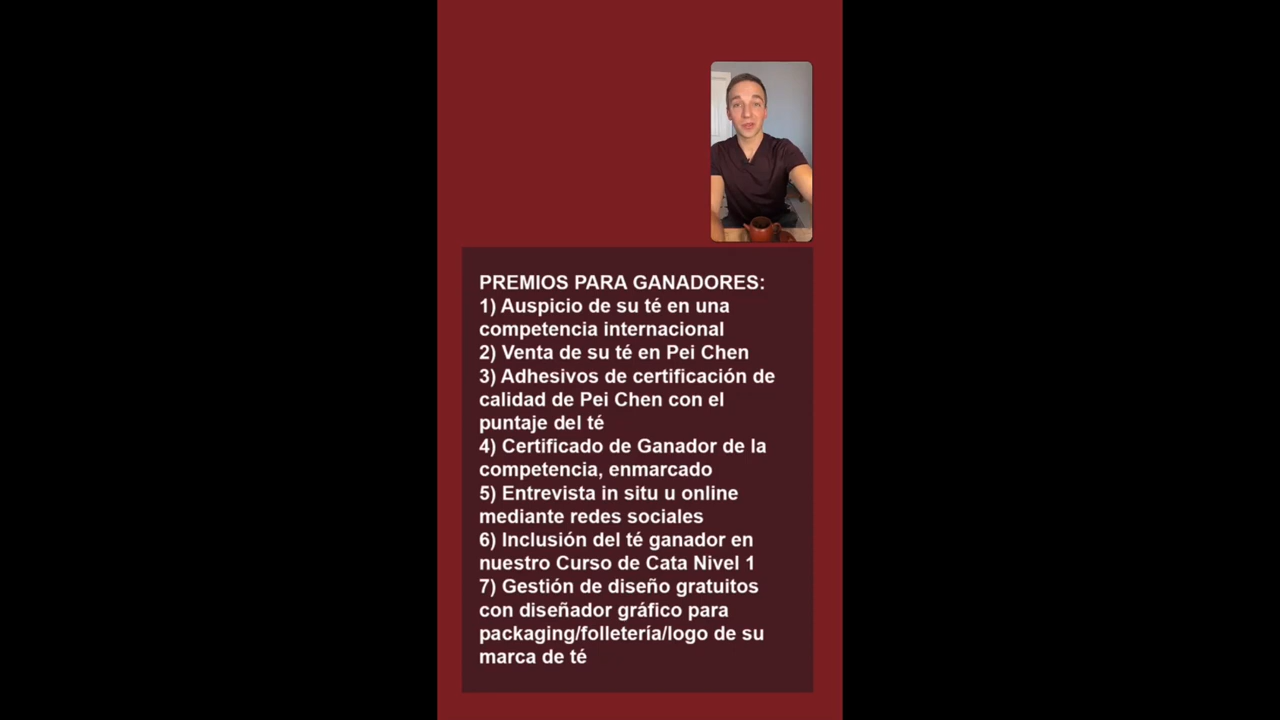 PREMIOS PARA GANADORES:
1) Auspicio de su té en una
competencia internacional
2) Venta de su té en Pei Chen
3) Adhesivos de certificación de
calidad de Pei Chen con el
puntaje del té
4) Certificado de Ganador de la
competencia, enmarcado
5) Entrevista in situ u online
mediante redes sociales
6) Inclusión del té ganador en
nuestro Curso de Cata Nivel 1
7) Gestión de diseño gratuitos
con diseñador gráfico para
packaging/folletería/logo de su
marca de té